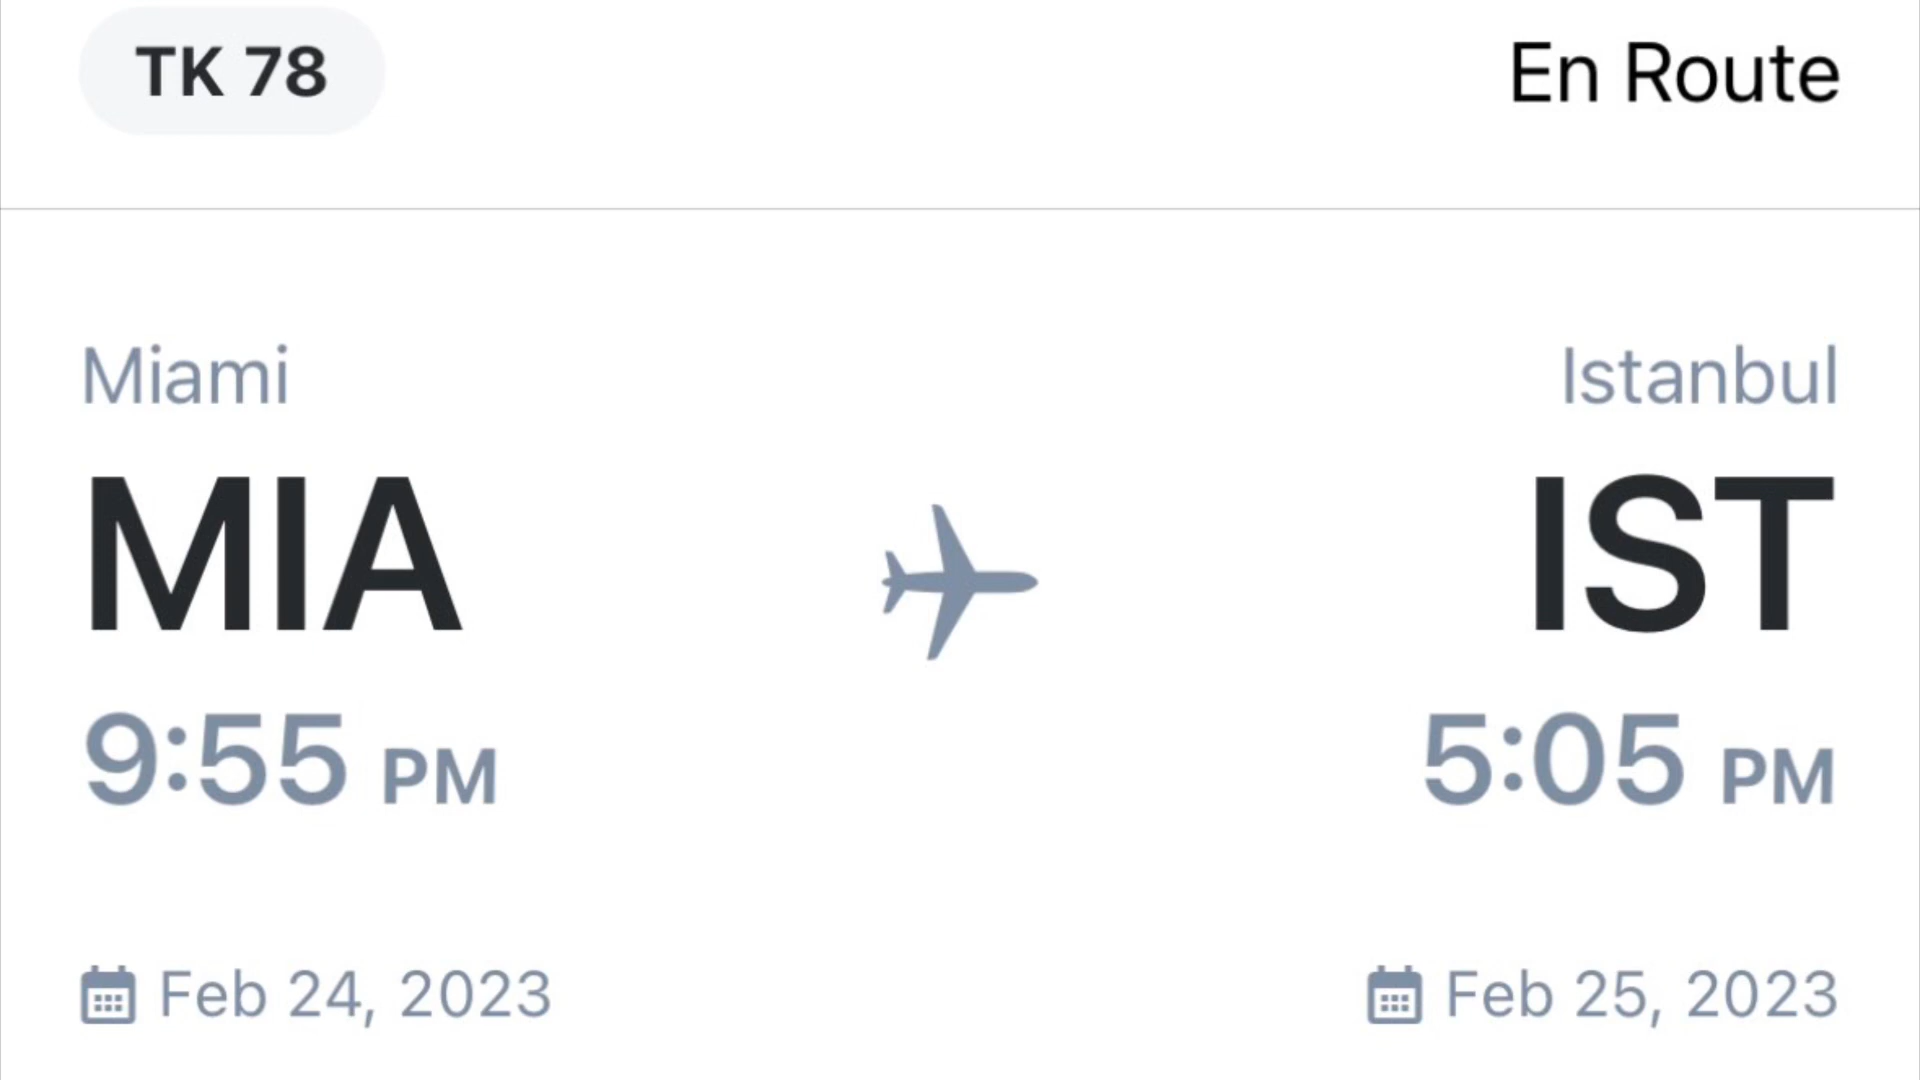 TK 78
En Route
Miami
Istanbul
MIA
IST
9:55 PM
5:05 PM
Feb 24, 2023
Feb 25, 2023